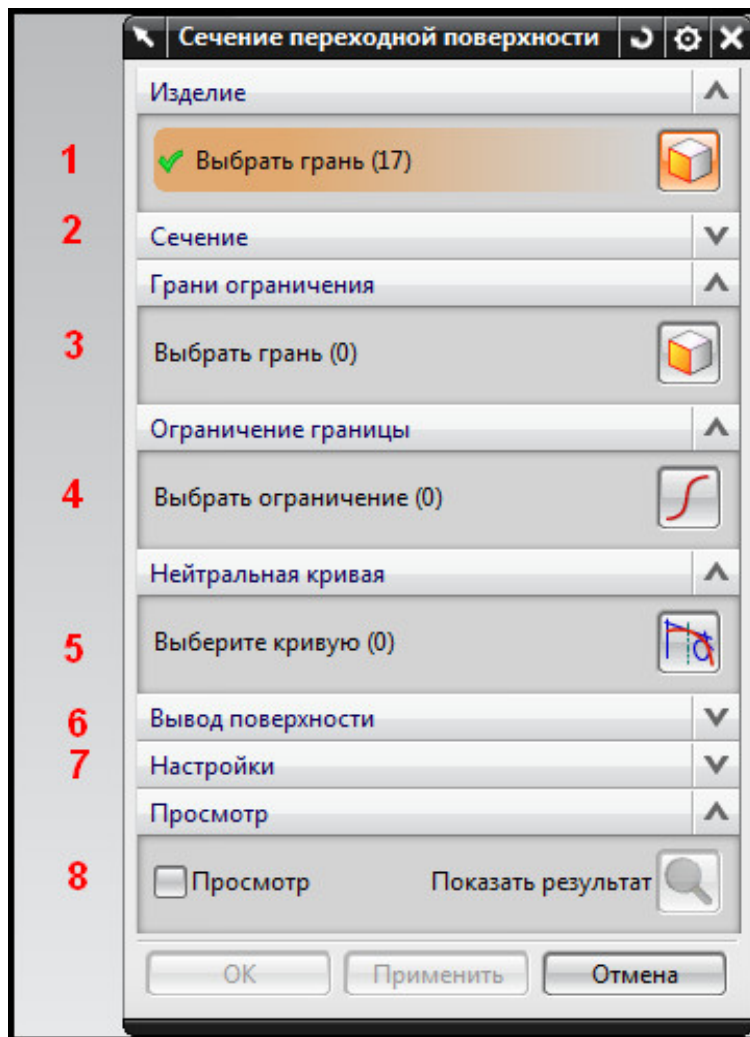 Сечение переходной поверхности
Изделие
1
Выбрать грань (17)
2
Сечение
Грани ограничения
3
Выбрать грань (0)
Ограничение границы
4
Выбрать ограничение (0)
Нейтральная кривая
5
Выберите кривую (0)
6
Вывод поверхности
7
Настройки
Просмотр
8
Просмотр Показать результат
ОК Применить Отмена